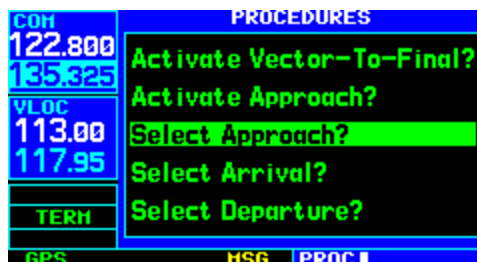 COM
122.800
135.325
VLOC
113.00
117.95
TERM
GPS
PROCEDURES
Activate Vector-To-Final?
Activate Approach?
Select Approach?
Select Arrival?
Select Departure?
MSG PROC